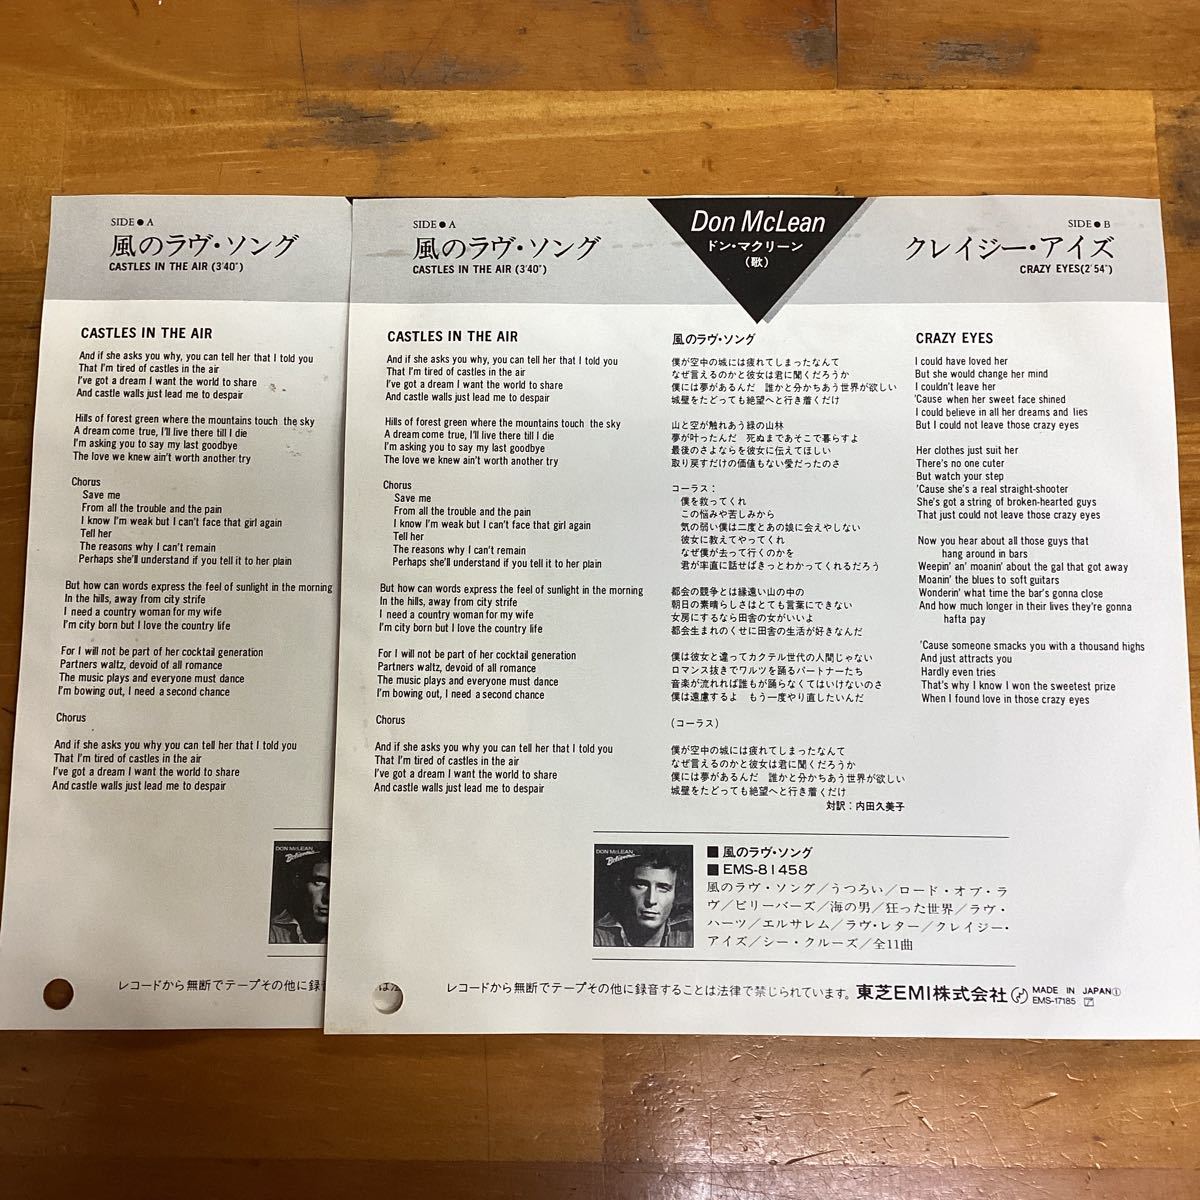 SIDE●A
風のラヴ・ソング
CASTLES IN THE AIR (3'40")
CASTLES IN THE AIR
And if she asks you why, you can tell her that I told you
That I'm tired of castles in the air
I've got a dream I want the world to share
And castle walls just lead me to despair
Hills of forest green where the mountains touch the sky
A dream come true, I'll live there till I die
I'm asking you to say my last goodbye
The love we knew ain't worth another try
Chorus
Save me
From all the trouble and the pain
I know I'm weak but I can't face that girl again
Tell her
The reasons why I can't remain
Perhaps she'll understand if you tell it to her plain
But how can words express the feel of sunlight in the morning
In the hills, away from city strife
I need a country woman for my wife
I'm city born but I love the country life
For I will not be part of her cocktail generation
Partners waltz, devoid of all romance
The music plays and everyone must dance
I'm bowing out, I need a second chance
Chorus
And if she asks you why you can tell her that I told you
That I'm tired of castles in the air
I've got a dream I want the world to share
And castle walls just lead me to despair
DON McLEAN
Believers
レコードから無断でテープその他に録音
SIDE●A
風のラヴ・ソング
CASTLES IN THE AIR (3'40")
Don McLean
ドン・マクリーン
(歌)
SIDE●B
クレイジー・アイズ
CRAZY EYES(2'54")
CASTLES IN THE AIR
And if she asks you why, you can tell her that I told you
That I'm tired of castles in the air
I've got a dream I want the world to share
And castle walls just lead me to despair
Hills of forest green where the mountains touch the sky
A dream come true, I'll live there till I die
I'm asking you to say my last goodbye
The love we knew ain't worth another try
Chorus
Save me
From all the trouble and the pain
I know I'm weak but I can't face that girl again
Tell her
The reasons why I can't remain
Perhaps she'll understand if you tell it to her plain
But how can words express the feel of sunlight in the morning
In the hills, away from city strife
I need a country woman for my wife
I'm city born but I love the country life
For I will not be part of her cocktail generation
Partners waltz, devoid of all romance
The music plays and everyone must dance
I'm bowing out, I need a second chance
Chorus
And if she asks you why you can tell her that I told you
That I'm tired of castles in the air
I've got a dream I want the world to share
And castle walls just lead me to despair
風のラヴ・ソング
僕が空中の城には疲れてしまったなんて
なぜ言えるのかと彼女は君に聞くだろうか
僕には夢があるんだ　誰かと分かちあう世界が欲しい
城壁をたどっても絶望へと行き着くだけ
山と空が触れあう緑の山林
夢が叶ったんだ　死ぬまであそこで暮らすよ
最後のさよならを彼女に伝えてほしい
取り戻すだけの価値もない愛だったのさ
コーラス：
僕を救ってくれ
この悩みや苦しみから
気の弱い僕は二度とあの娘に会えやしない
彼女に教えてやってくれ
なぜ僕が去って行くのかを
君が率直に話せばきっとわかってくれるだろう
都会の競争とは縁遠い山の中の
朝日の素晴らしさはとても言葉にできない
女房にするなら田舎の女がいいよ
都会生まれのくせに田舎の生活が好きなんだ
僕は彼女と違ってカクテル世代の人間じゃない
ロマンス抜きでワルツを踊るパートナーたち
音楽が流れれば誰もが踊らなくてはいけないのさ
僕は遠慮するよ　もう一度やり直したいんだ
(コーラス)
僕が空中の城には疲れてしまったなんて
なぜ言えるのかと彼女は君に聞くだろうか
僕には夢があるんだ　誰かと分かちあう世界が欲しい
城壁をたどっても絶望へと行き着くだけ
対訳：内田久美子
CRAZY EYES
I could have loved her
But she would change her mind
I couldn't leave her
'Cause when her sweet face shined
I could believe in all her dreams and lies
But I could not leave those crazy eyes
Her clothes just suit her
There's no one cuter
But watch your step
'Cause she's a real straight-shooter
She's got a string of broken-hearted guys
That just could not leave those crazy eyes
Now you hear about all those guys that
hang around in bars
Weepin' an' moanin' about the gal that got away
Moanin' the blues to soft guitars
Wonderin' what time the bar's gonna close
And how much longer in their lives they're gonna
hafta pay
'Cause someone smacks you with a thousand highs
And just attracts you
Hardly even tries
That's why I know I won the sweetest prize
When I found love in those crazy eyes
DON McLEAN
Believers
■風のラヴ・ソング
■EMS-81458
風のラヴ・ソング／うつろい／ロード・オブ・ラ
ヴ／ビリーバーズ／海の男／狂った世界／ラヴ・
ハーツ／エルサレム／ラヴ・レター／クレイジー・
アイズ／シー・クルーズ／全11曲
レコードから無断でテープその他に録音することは法律で禁じられています。東芝EMI株式会社 MADE IN JAPAN①
EMS-17185 ㋐